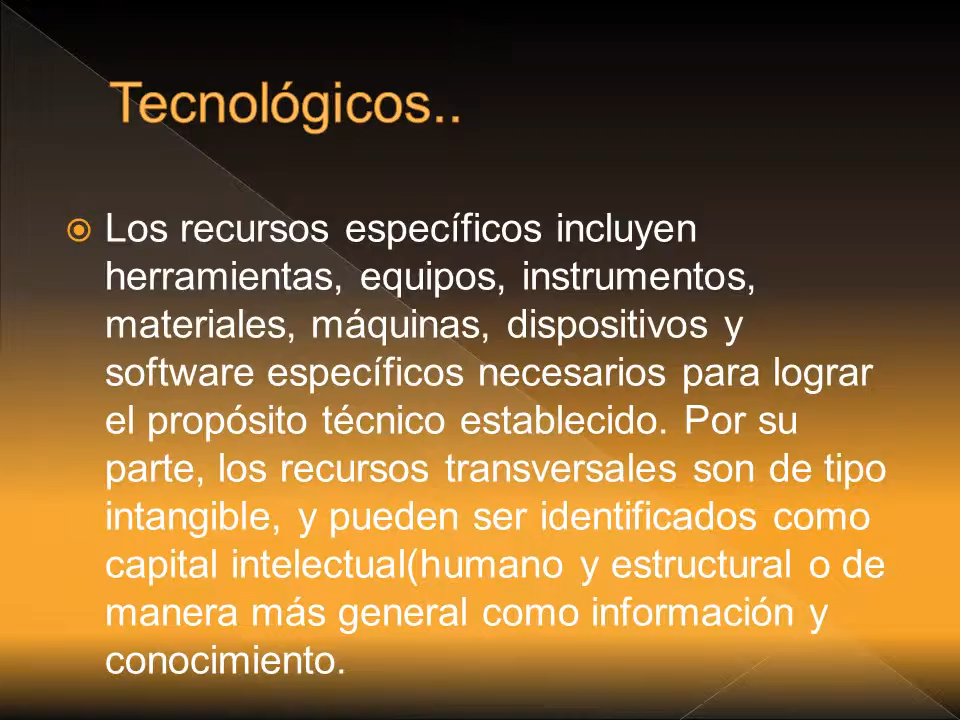 Tecnológicos..
Los recursos específicos incluyen
herramientas, equipos, instrumentos,
materiales, máquinas, dispositivos y
software específicos necesarios para lograr
el propósito técnico establecido. Por su
parte, los recursos transversales son de tipo
intangible, y pueden ser identificados como
capital intelectual(humano y estructural o de
manera más general como información y
conocimiento.